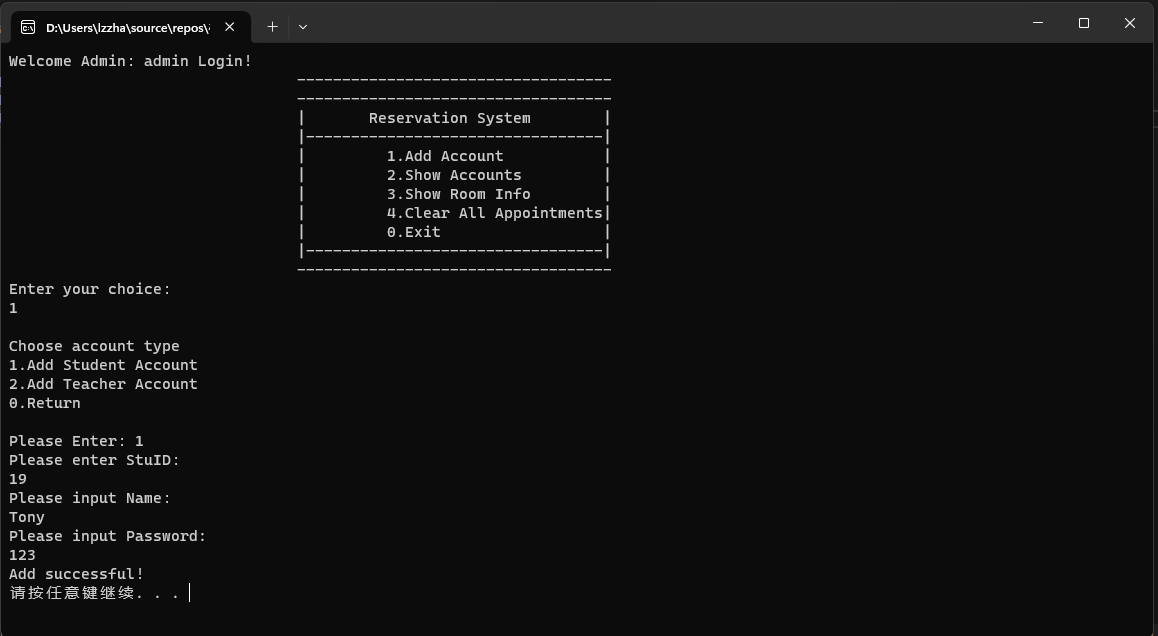 D:\Users\lzzha\source\repos\
Welcome Admin: admin Login!
-----------------------------------
-----------------------------------
|       Reservation System        |
|---------------------------------|
|         1.Add Account           |
|         2.Show Accounts         |
|         3.Show Room Info        |
|         4.Clear All Appointments|
|         0.Exit                  |
|---------------------------------|
-----------------------------------
Enter your choice:
1
Choose account type
1.Add Student Account
2.Add Teacher Account
0.Return
Please Enter: 1
Please enter StuID:
19
Please input Name:
Tony
Please input Password:
123
Add successful!
请按任意键继续. . .